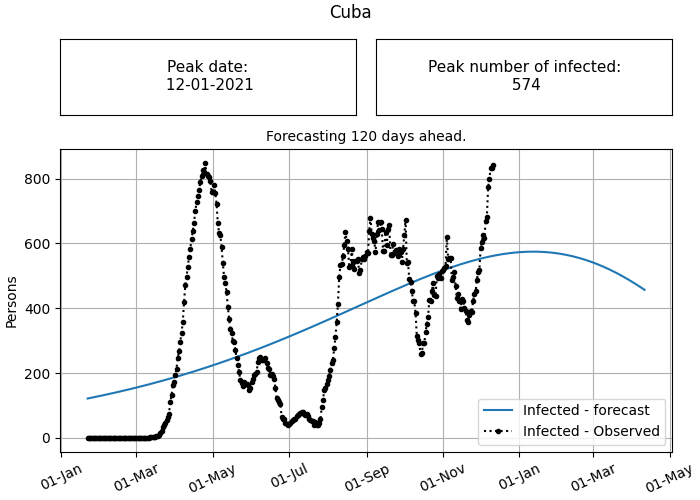 Cuba
Peak date:
12-01-2021
Peak number of infected:
574
Forecasting 120 days ahead.
Persons
800
600
400
200
0
Infected - forecast
Infected - Observed
01-Jan
01-Mar
01-May
01-Jul
01-Sep
01-Nov
01-Jan
01-Mar
01-May